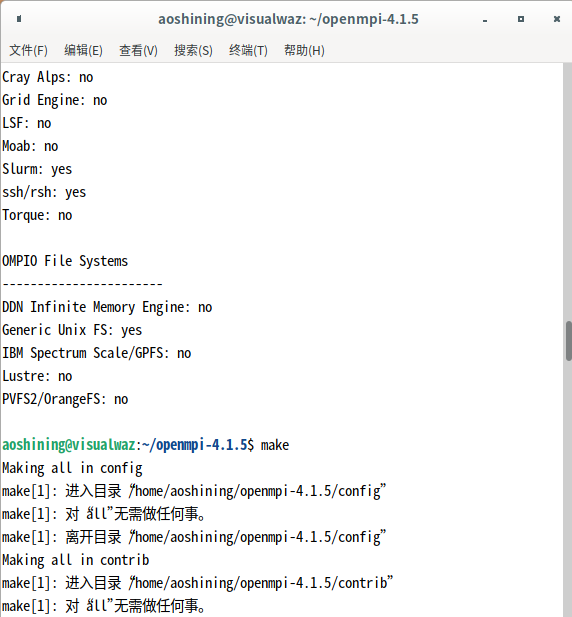 aoshining@visualwaz: ~/openmpi-4.1.5
文件(F) 编辑(E) 查看(V) 搜索(S) 终端(T) 帮助(H)
Cray Alps: no
Grid Engine: no
LSF: no
Moab: no
Slurm: yes
ssh/rsh: yes
Torque: no
OMPIO File Systems
-----------------------
DDN Infinite Memory Engine: no
Generic Unix FS: yes
IBM Spectrum Scale/GPFS: no
Lustre: no
PVFS2/OrangeFS: no
aoshining@visualwaz:~/openmpi-4.1.5$ make
Making all in config
make[1]: 进入目录“/home/aoshining/openmpi-4.1.5/config”
make[1]: 对“all”无需做任何事。
make[1]: 离开目录“/home/aoshining/openmpi-4.1.5/config”
Making all in contrib
make[1]: 进入目录“/home/aoshining/openmpi-4.1.5/contrib”
make[1]: 对“all”无需做任何事。